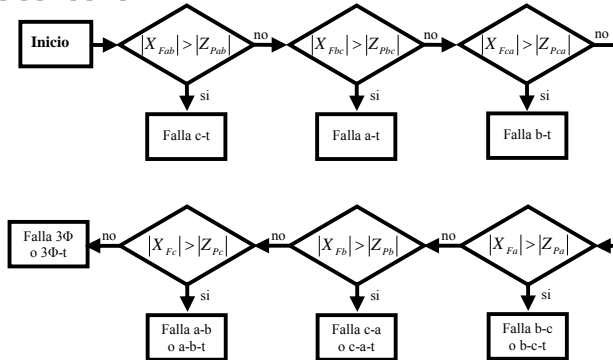 Inicio
|X_Fab| > |Z_Pab|
no
|X_Fbc| > |Z_Pbc|
no
|X_Fca| > |Z_Pca|
no
si
si
si
Falla c-t
Falla a-t
Falla b-t
Falla 3Φ
o 3Φ-t
no
|X_Fc| > |Z_Pc|
no
|X_Fb| > |Z_Pb|
no
|X_Fa| > |Z_Pa|
si
si
si
Falla a-b
o a-b-t
Falla c-a
o c-a-t
Falla b-c
o b-c-t